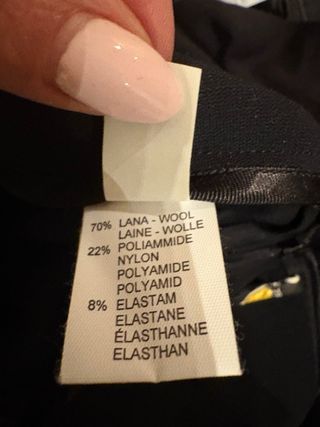 70% LANA - WOOL
LAINE - WOLLE
22% POLIAMMIDE
NYLON
POLYAMIDE
POLYAMID
8% ELASTAM
ELASTANE
ÉLASTHANNE
ELASTHAN